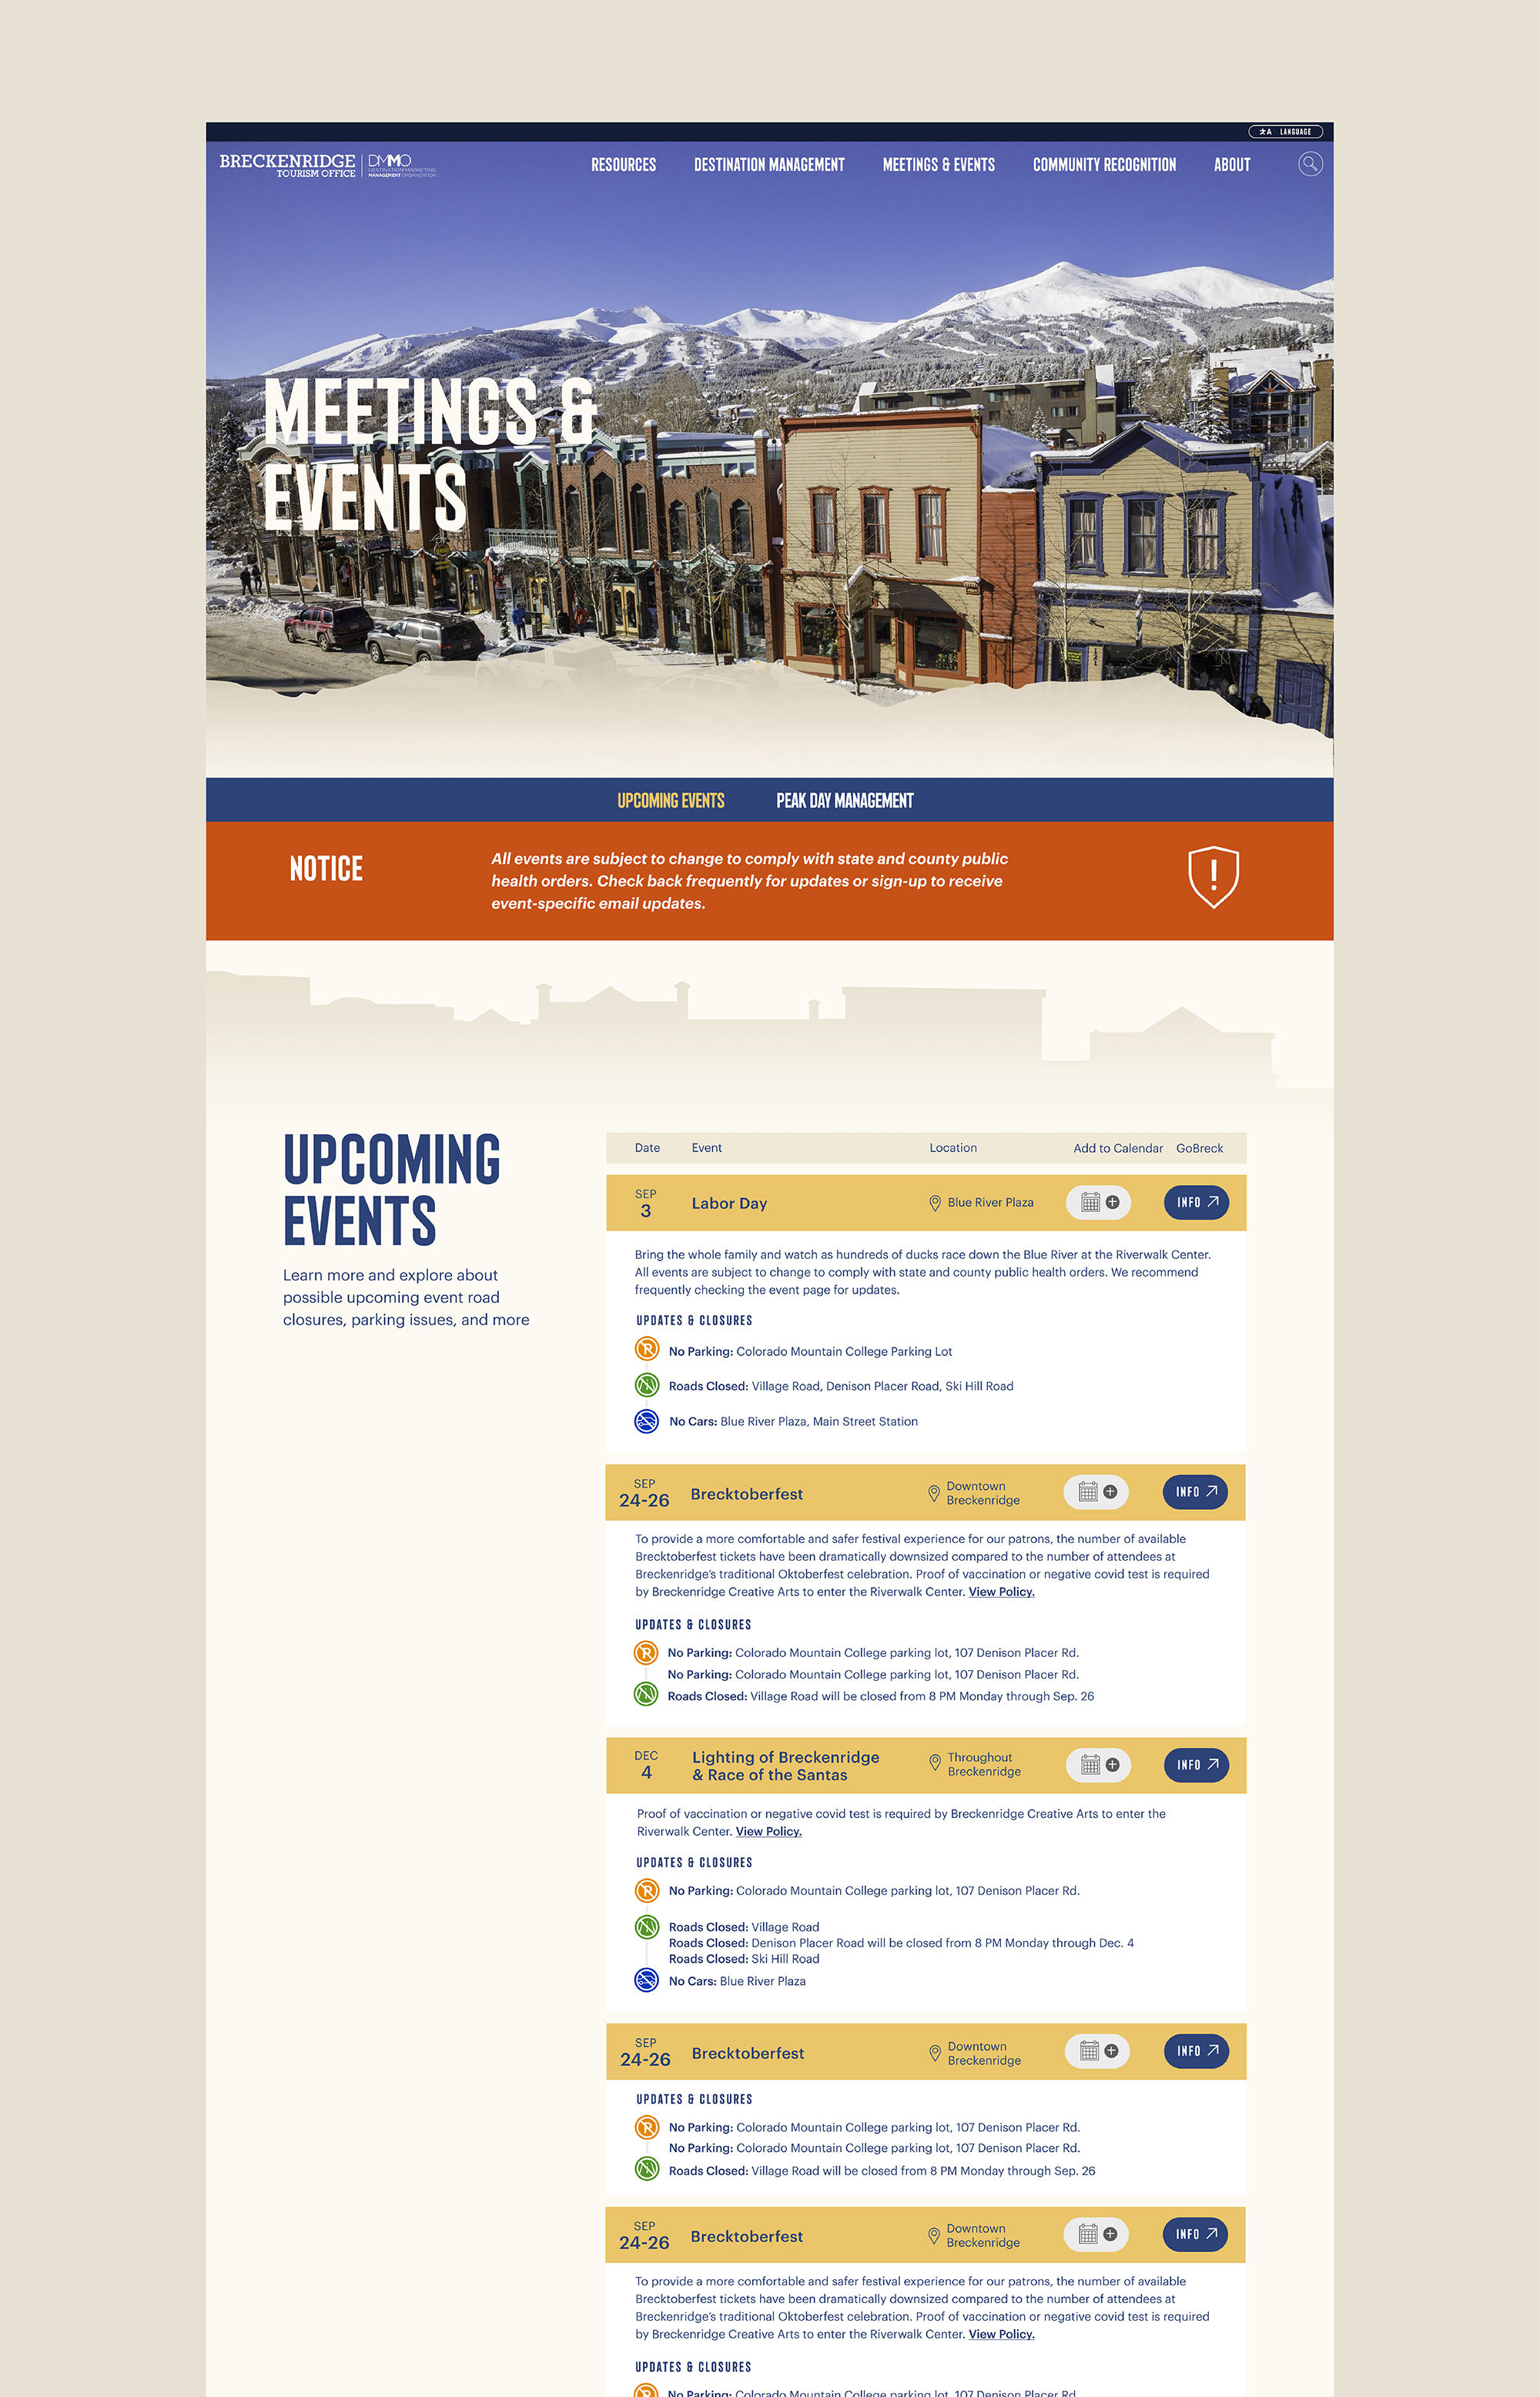 LANGUAGE
BRECKENRIDGE
TOURISM OFFICE
DMMO
DESTINATION MARKETING
MANAGEMENT ORGANIZATION
RESOURCES
DESTINATION MANAGEMENT
MEETINGS & EVENTS
COMMUNITY RECOGNITION
ABOUT
MEETINGS &
EVENTS
UPCOMING EVENTS
PEAK DAY MANAGEMENT
NOTICE
All events are subject to change to comply with state and county public
health orders. Check back frequently for updates or sign-up to receive
event-specific email updates.
UPCOMING
EVENTS
Learn more and explore about
possible upcoming event road
closures, parking issues, and more
Date Event Location Add to Calendar GoBreck
SEP
3
Labor Day
Blue River Plaza
INFO
Bring the whole family and watch as hundreds of ducks race down the Blue River at the Riverwalk Center.
All events are subject to change to comply with state and county public health orders. We recommend
frequently checking the event page for updates.
UPDATES & CLOSURES
No Parking: Colorado Mountain College Parking Lot
Roads Closed: Village Road, Denison Placer Road, Ski Hill Road
No Cars: Blue River Plaza, Main Street Station
SEP
24-26
Brecktoberfest
Downtown
Breckenridge
INFO
To provide a more comfortable and safer festival experience for our patrons, the number of available
Brecktoberfest tickets have been dramatically downsized compared to the number of attendees at
Breckenridge's traditional Oktoberfest celebration. Proof of vaccination or negative covid test is required
by Breckenridge Creative Arts to enter the Riverwalk Center. View Policy.
UPDATES & CLOSURES
No Parking: Colorado Mountain College parking lot, 107 Denison Placer Rd.
No Parking: Colorado Mountain College parking lot, 107 Denison Placer Rd.
Roads Closed: Village Road will be closed from 8 PM Monday through Sep. 26
DEC
4
Lighting of Breckenridge
& Race of the Santas
Throughout
Breckenridge
INFO
Proof of vaccination or negative covid test is required by Breckenridge Creative Arts to enter the
Riverwalk Center. View Policy.
UPDATES & CLOSURES
No Parking: Colorado Mountain College parking lot, 107 Denison Placer Rd.
Roads Closed: Village Road
Roads Closed: Denison Placer Road will be closed from 8 PM Monday through Dec. 4
Roads Closed: Ski Hill Road
No Cars: Blue River Plaza
SEP
24-26
Brecktoberfest
Downtown
Breckenridge
INFO
UPDATES & CLOSURES
No Parking: Colorado Mountain College parking lot, 107 Denison Placer Rd.
No Parking: Colorado Mountain College parking lot, 107 Denison Placer Rd.
Roads Closed: Village Road will be closed from 8 PM Monday through Sep. 26
SEP
24-26
Brecktoberfest
Downtown
Breckenridge
INFO
To provide a more comfortable and safer festival experience for our patrons, the number of available
Brecktoberfest tickets have been dramatically downsized compared to the number of attendees at
Breckenridge's traditional Oktoberfest celebration. Proof of vaccination or negative covid test is required
by Breckenridge Creative Arts to enter the Riverwalk Center. View Policy.
UPDATES & CLOSURES
No Parking: Colorado Mountain College parking lot, 107 Denison Placer Rd.